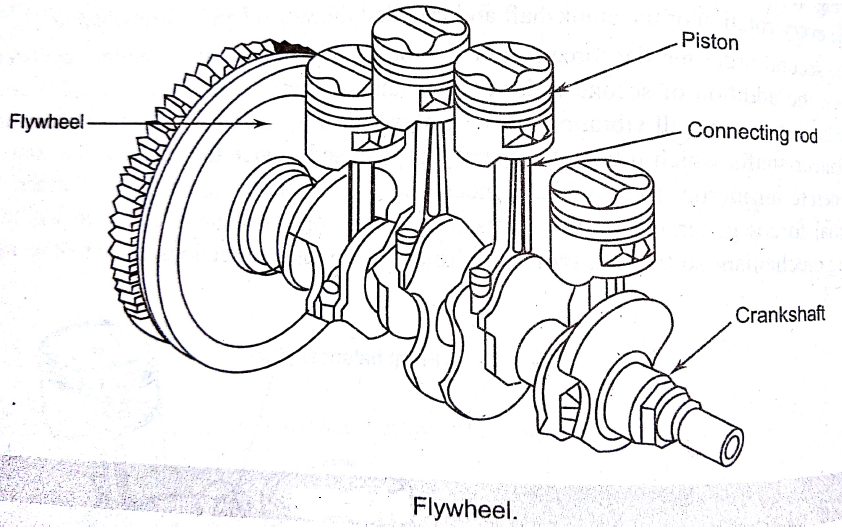 Piston
Flywheel
Connecting rod
Crankshaft
Flywheel.